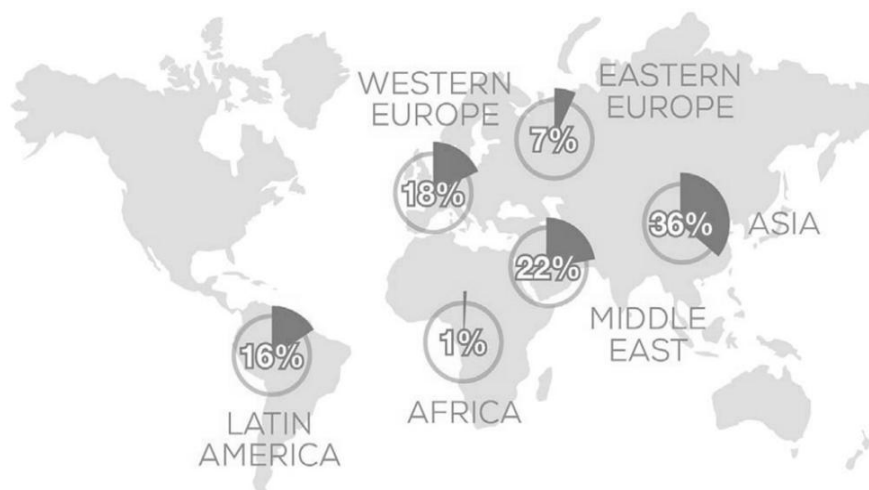 WESTERN
EUROPE
18%
EASTERN
EUROPE
7%
36%
ASIA
22%
MIDDLE
EAST
1%
AFRICA
16%
LATIN
AMERICA